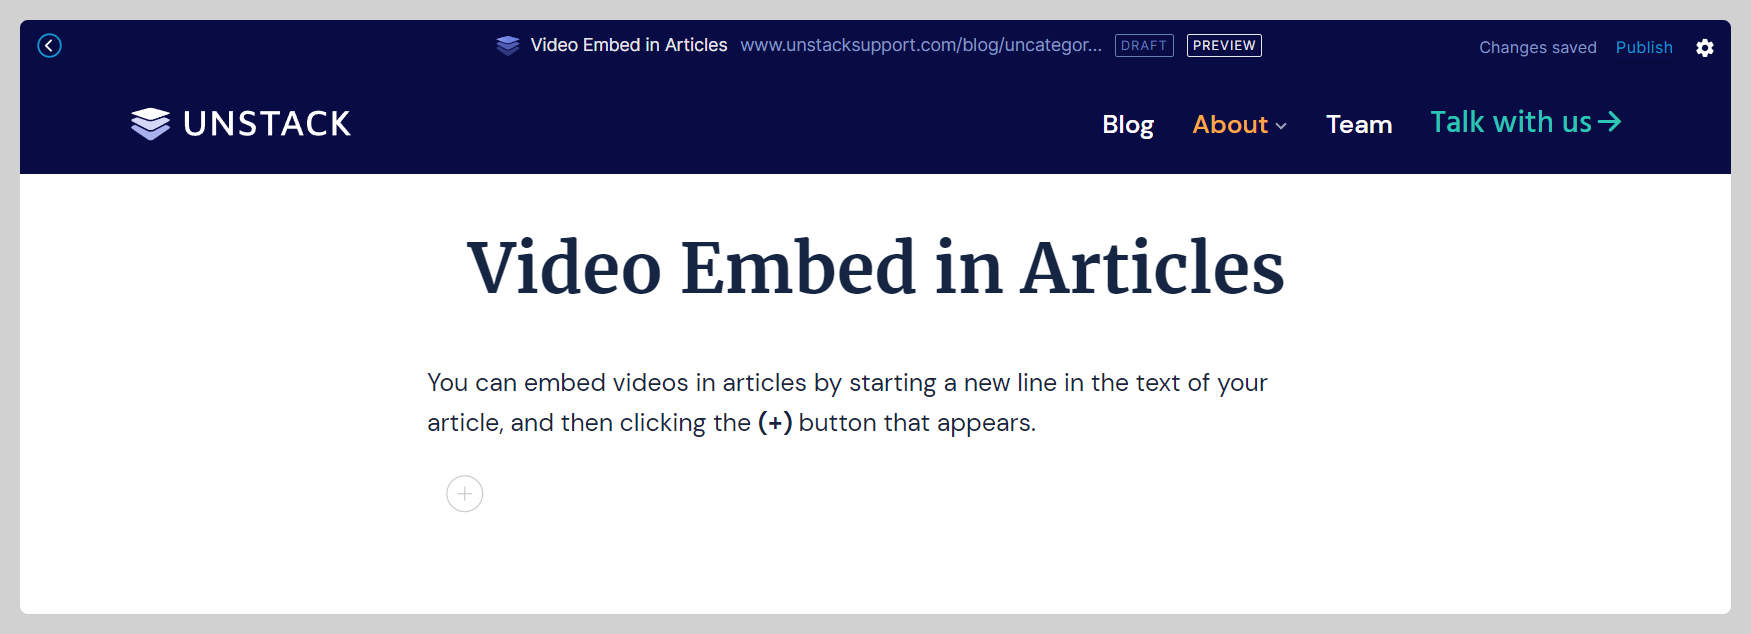 Video Embed in Articles www.unstacksupport.com/blog/uncategor... DRAFT PREVIEW Changes saved Publish
UNSTACK Blog About Team Talk with us
Video Embed in Articles
You can embed videos in articles by starting a new line in the text of your
article, and then clicking the (+) button that appears.